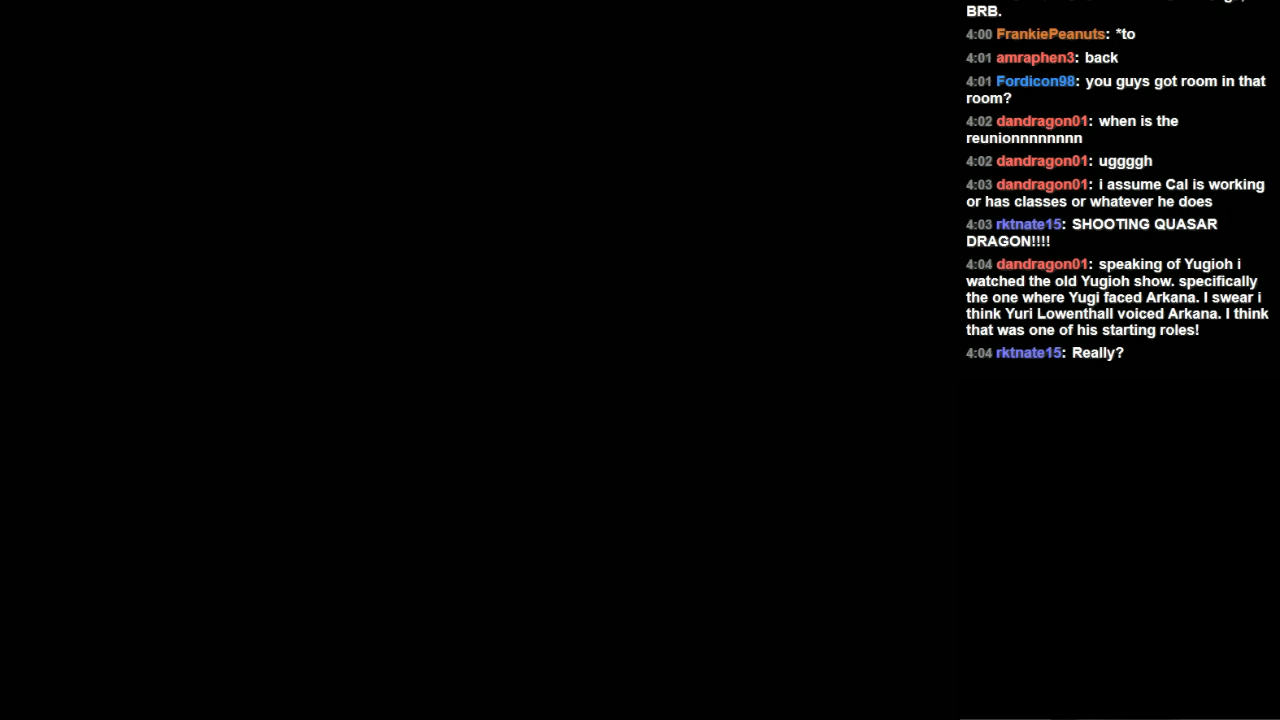 BRB.
4:00 FrankiePeanuts: *to
4:01 amraphen3: back
4:01 Fordicon98: you guys got room in that
room?
4:02 dandragon01: when is the
reunionnnnnnnn
4:02 dandragon01: uggggh
4:03 dandragon01: i assume Cal is working
or has classes or whatever he does
4:03 rktnate15: SHOOTING QUASAR
DRAGON!!!!
4:04 dandragon01: speaking of Yugioh i
watched the old Yugioh show. specifically
the one where Yugi faced Arkana. I swear i
think Yuri Lowenthall voiced Arkana. I think
that was one of his starting roles!
4:04 rktnate15: Really?